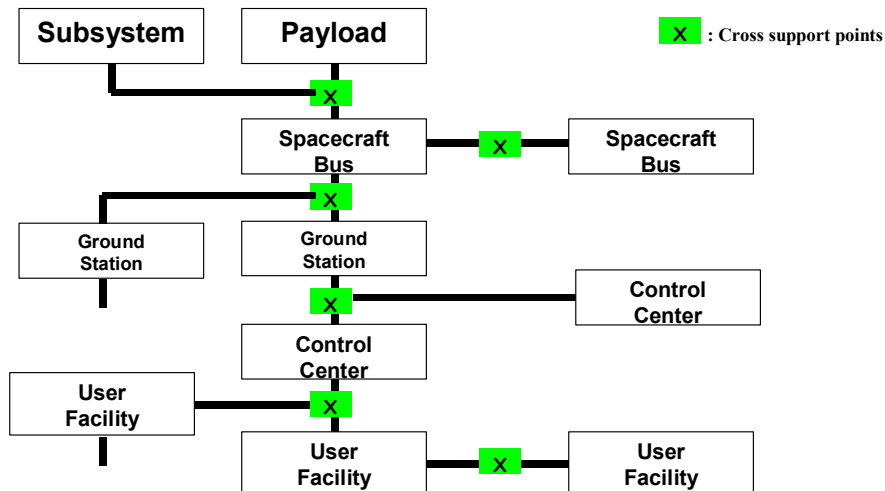 Subsystem
Payload
X : Cross support points
X
Spacecraft
Bus
X
Spacecraft
Bus
X
Ground
Station
Ground
Station
X
Control
Center
Control
Center
User
Facility
X
User
Facility
X
User
Facility